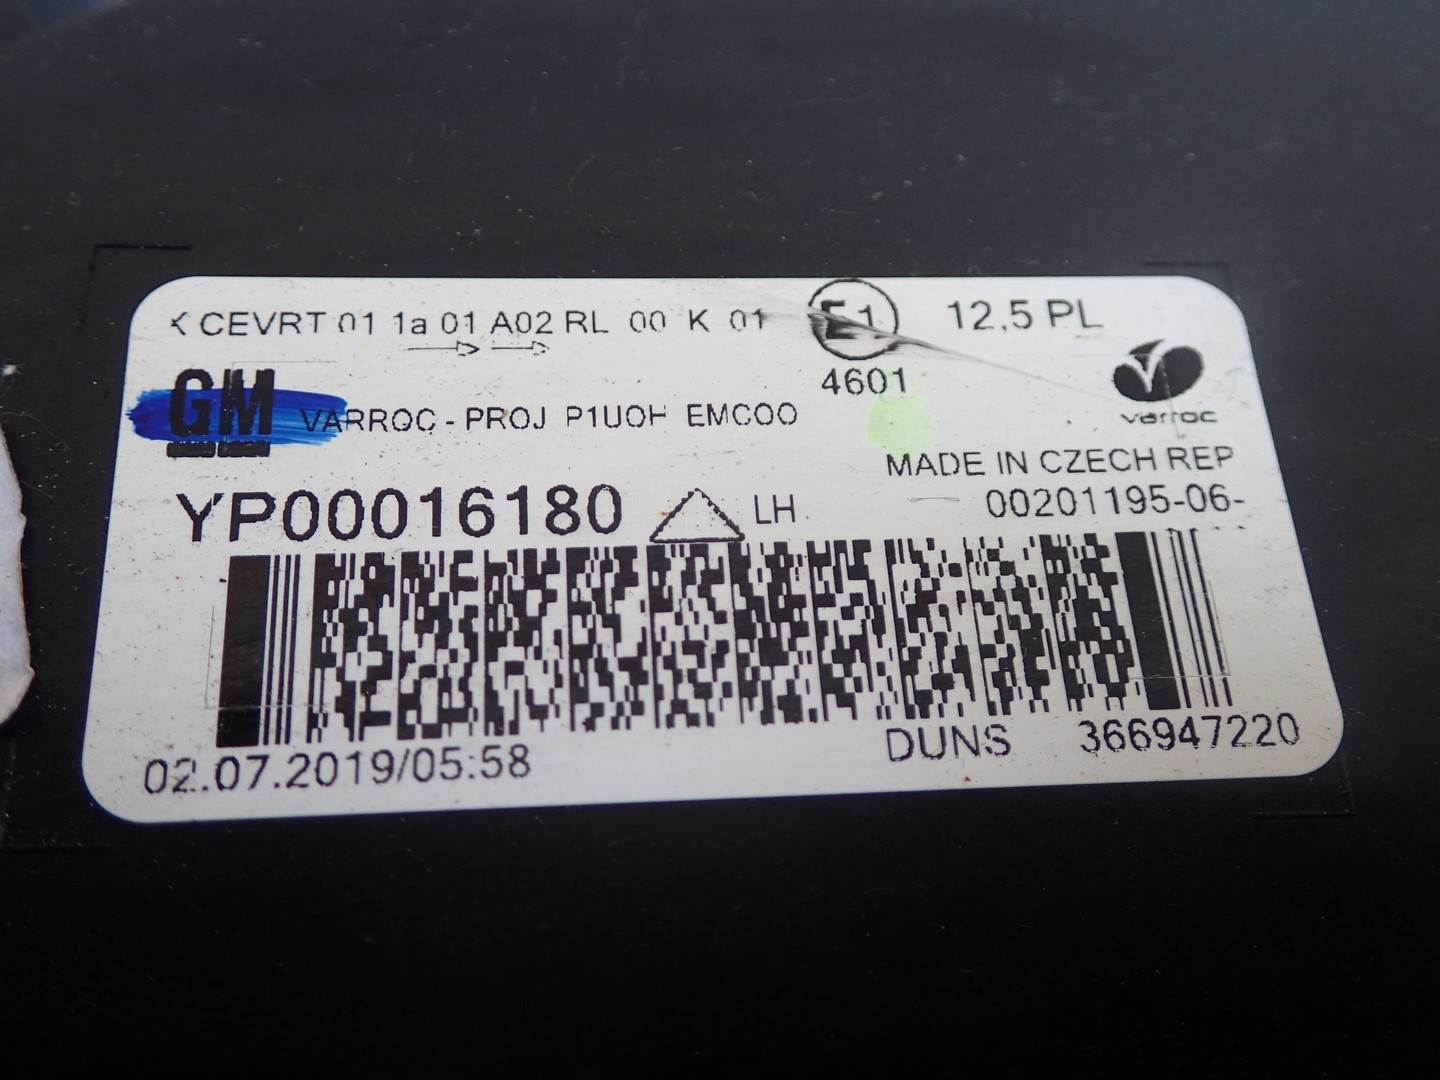 < CEVRT 01 1a 01 A02 RL 00 K 01 E1 12,5 PL
4601
GM VARROC - PROJ P1UOH EMCOO
varroc
MADE IN CZECH REP
YP00016180 LH 00201195-06-
02.07.2019/05:58 DUNS 366947220